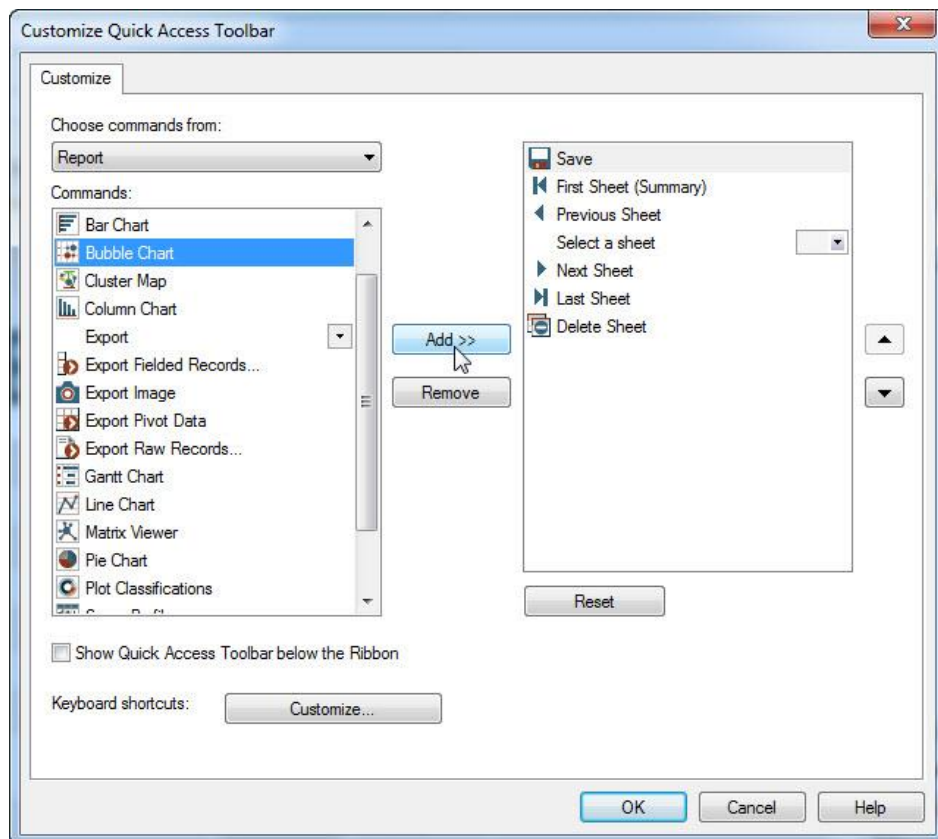 Customize Quick Access Toolbar
Customize
Choose commands from:
Report
Commands:
Bar Chart
Bubble Chart
Cluster Map
Column Chart
Export
Export Fielded Records...
Export Image
Export Pivot Data
Export Raw Records...
Gantt Chart
Line Chart
Matrix Viewer
Pie Chart
Plot Classifications
Add >>
Remove
Save
First Sheet (Summary)
Previous Sheet
Select a sheet
Next Sheet
Last Sheet
Delete Sheet
Reset
Show Quick Access Toolbar below the Ribbon
Keyboard shortcuts:
Customize...
OK
Cancel
Help